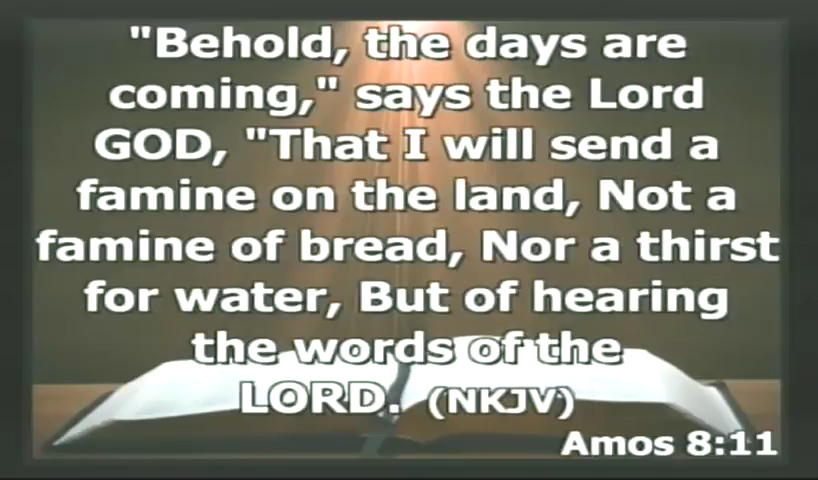 "Behold, the days are
coming," says the Lord
GOD, "That I will send a
famine on the land, Not a
famine of bread, Nor a thirst
for water, But of hearing
the words of the
LORD. (NKJV)
Amos 8:11